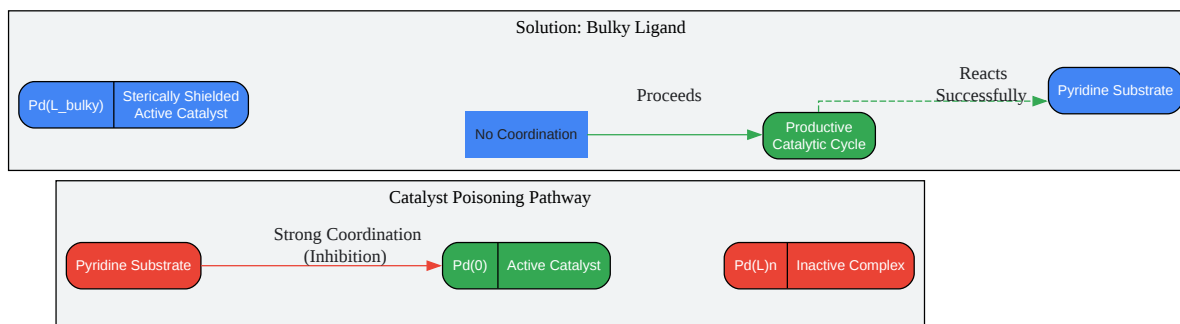 Solution: Bulky Ligand
Pd(L_bulky)
Sterically Shielded
Active Catalyst
No Coordination
Proceeds
Productive
Catalytic Cycle
Reacts
Successfully
Pyridine Substrate
Catalyst Poisoning Pathway
Pyridine Substrate
Strong Coordination
(Inhibition)
Pd(0)
Active Catalyst
Pd(L)n
Inactive Complex